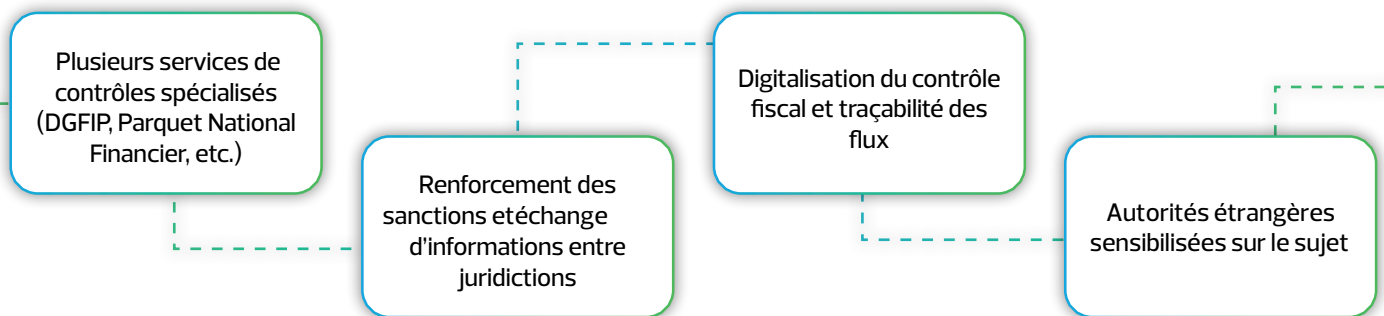 Plusieurs services de
contrôles spécialisés
(DGFIP, Parquet National
Financier, etc.)
Renforcement des
sanctions etéchange
d'informations entre
juridictions
Digitalisation du contrôle
fiscal et traçabilité des
flux
Autorités étrangères
sensibilisées sur le sujet